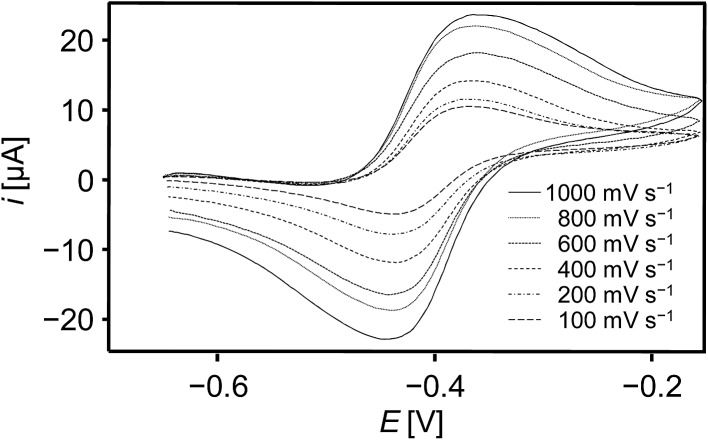 20
10
0
−10
−20
i [µA]
1000 mV s⁻¹
800 mV s⁻¹
600 mV s⁻¹
400 mV s⁻¹
200 mV s⁻¹
100 mV s⁻¹
−0.6
−0.4
−0.2
E [V]